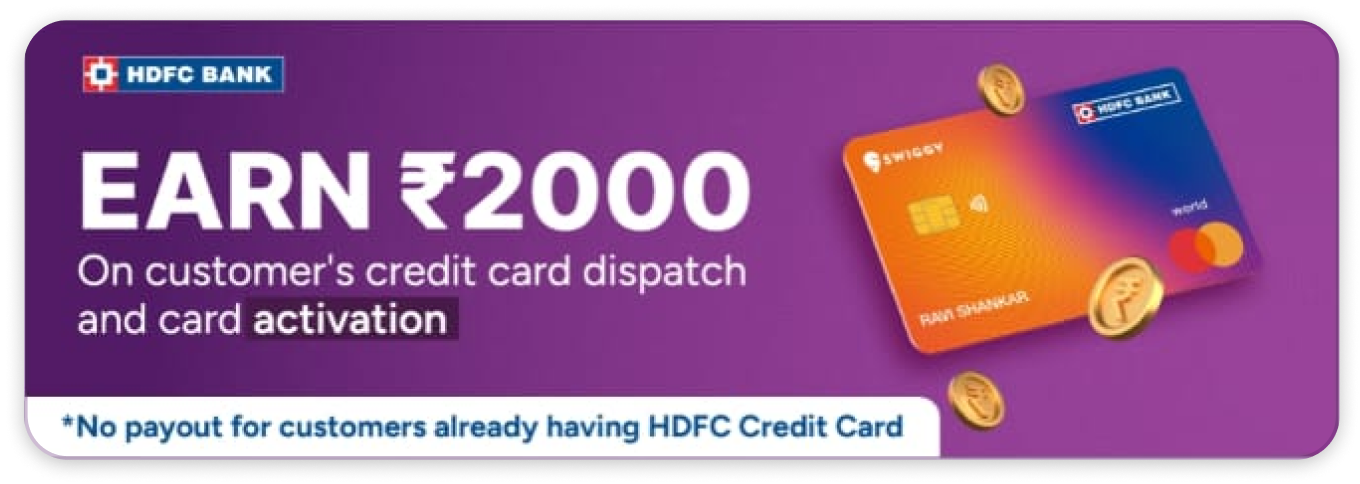 HDFC BANK
EARN ₹2000
On customer's credit card dispatch
and card activation
*No payout for customers already having HDFC Credit Card
SWIGGY
HDFC BANK
world
RAVI SHANKAR